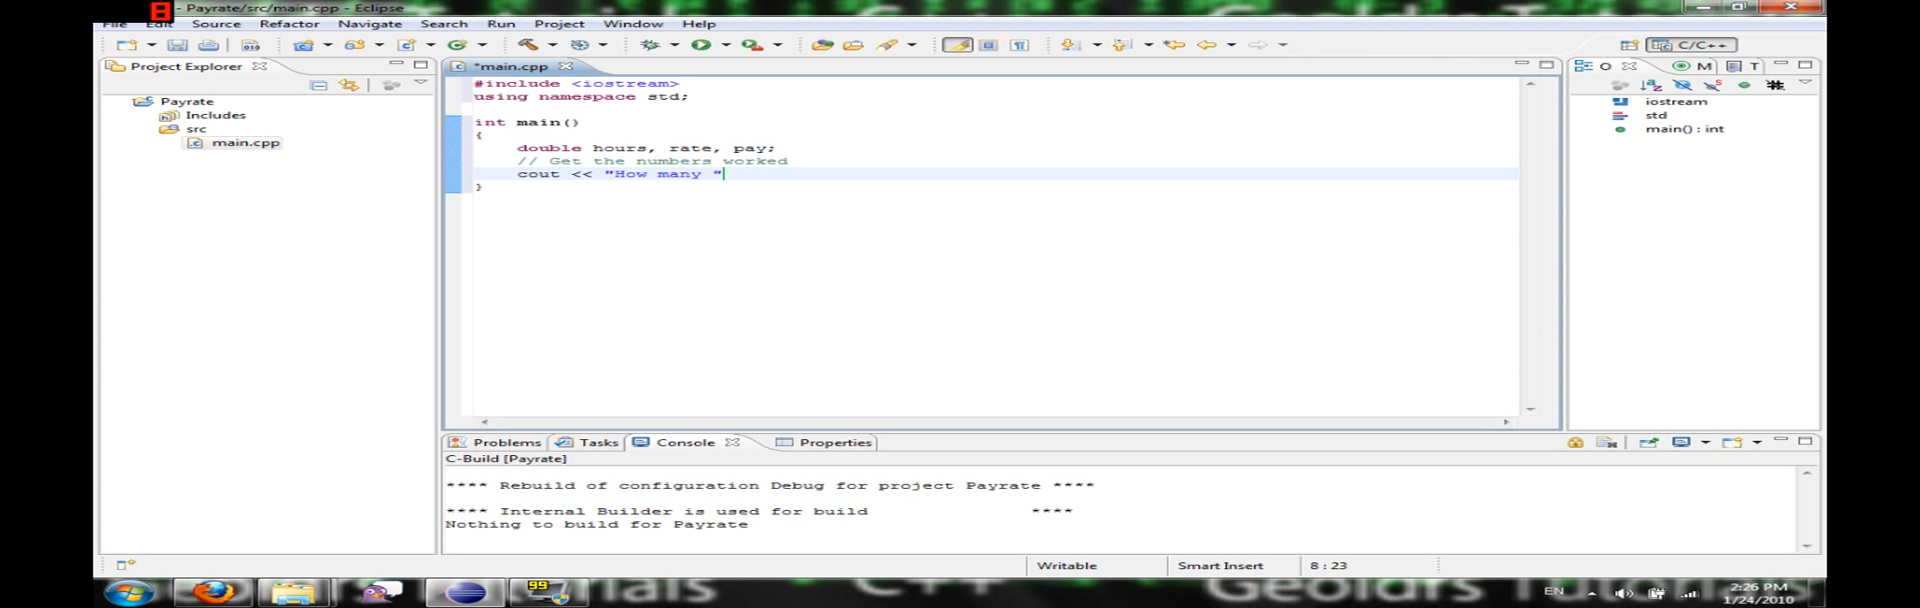 8 - Payrate/src/main.cpp - Eclipse
File Edit Source Refactor Navigate Search Run Project Window Help
C/C++
Project Explorer
*main.cpp
O M T
Payrate
Includes
src
main.cpp
#include <iostream>
using namespace std;
int main()
{
double hours, rate, pay;
// Get the numbers worked
cout << "How many "
}
iostream
std
main() : int
Problems Tasks Console Properties
C-Build [Payrate]
**** Rebuild of configuration Debug for project Payrate ****
**** Internal Builder is used for build ****
Nothing to build for Payrate
Writable Smart Insert 8 : 23
99
EN
2:26 PM
1/24/2010